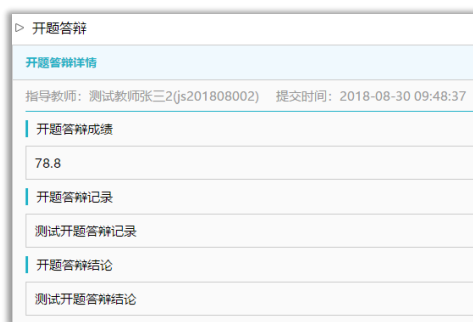 开题答辩
开题答辩详情
指导教师：测试教师张三2(js201808002) 提交时间：2018-08-30 09:48:37
开题答辩成绩
78.8
开题答辩记录
测试开题答辩记录
开题答辩结论
测试开题答辩结论